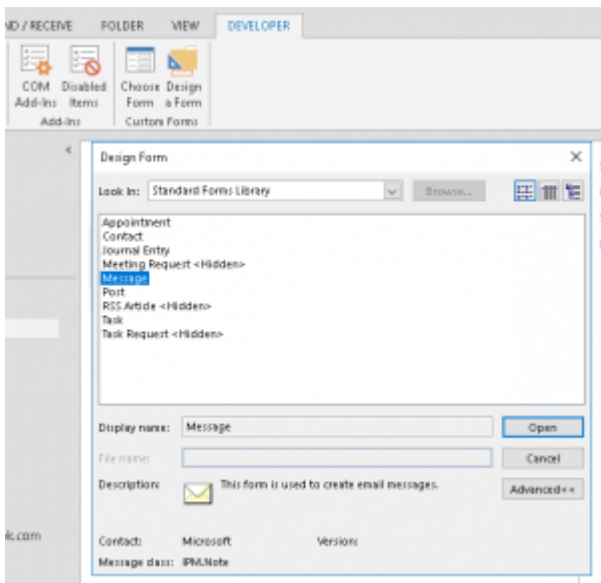 ND / RECEIVE FOLDER VIEW DEVELOPER
COM Disabled Choose Design
Add-Ins Items Form a Form
Add-Ins Custom Forms
Design Form
Look In: Standard Forms Library Browse...
Appointment
Contact
Journal Entry
Meeting Request <Hidden>
Message
Post
RSS Article <Hidden>
Task
Task Request <Hidden>
Display name: Message Open
File name: Cancel
Description: This form is used to create email messages. Advanced<<
Contact: Microsoft Version:
Message class: IPM.Note